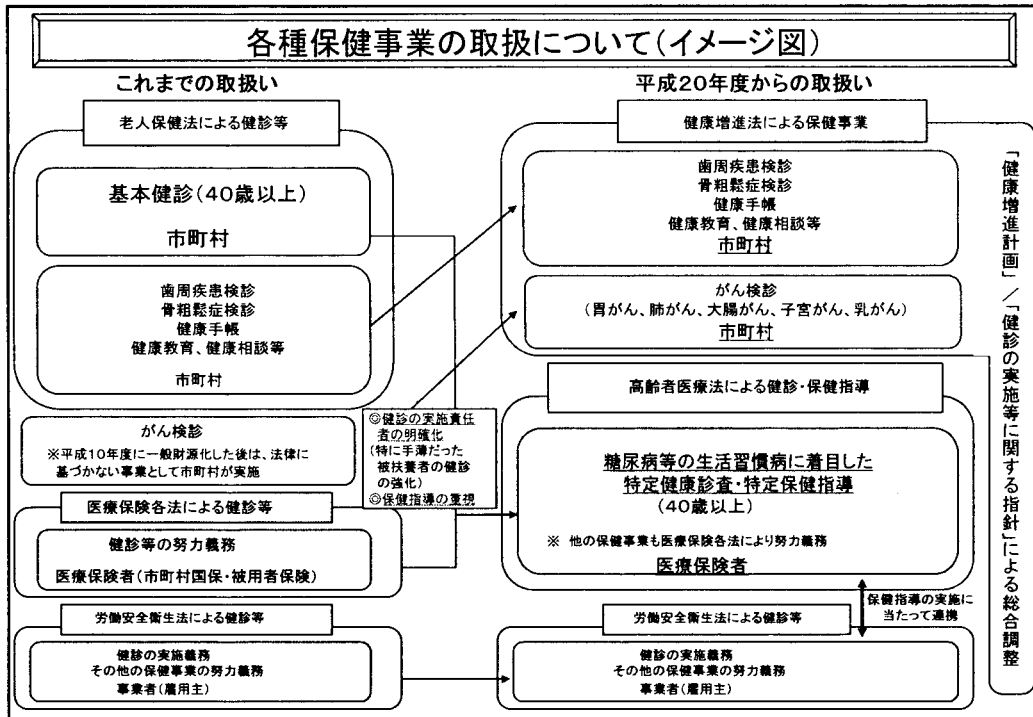 各種保健事業の取扱について(イメージ図)
これまでの取扱い
老人保健法による健診等
基本健診(40歳以上)
市町村
歯周疾患検診
骨粗鬆症検診
健康手帳
健康教育、健康相談等
市町村
がん検診
※平成10年度に一般財源化した後は、法律に
基づかない事業として市町村が実施
医療保険各法による健診等
健診等の努力義務
医療保険者(市町村国保・被用者保険)
労働安全衛生法による健診等
健診の実施義務
その他の保健事業の努力義務
事業者(雇用主)
◎健診の実施責任
者の明確化
(特に手薄だった
被扶養者の健診
の強化)
◎保健指導の重視
平成20年度からの取扱い
健康増進法による保健事業
歯周疾患検診
骨粗鬆症検診
健康手帳
健康教育、健康相談等
市町村
がん検診
(胃がん、肺がん、大腸がん、子宮がん、乳がん)
市町村
高齢者医療法による健診・保健指導
糖尿病等の生活習慣病に着目した
特定健康診査・特定保健指導
(40歳以上)
※ 他の保健事業も医療保険各法により努力義務
医療保険者
保健指導の実施に
当たって連携
労働安全衛生法による健診等
健診の実施義務
その他の保健事業の努力義務
事業者(雇用主)
「健康増進計画」/「健診の実施等に関する指針」による総合調整